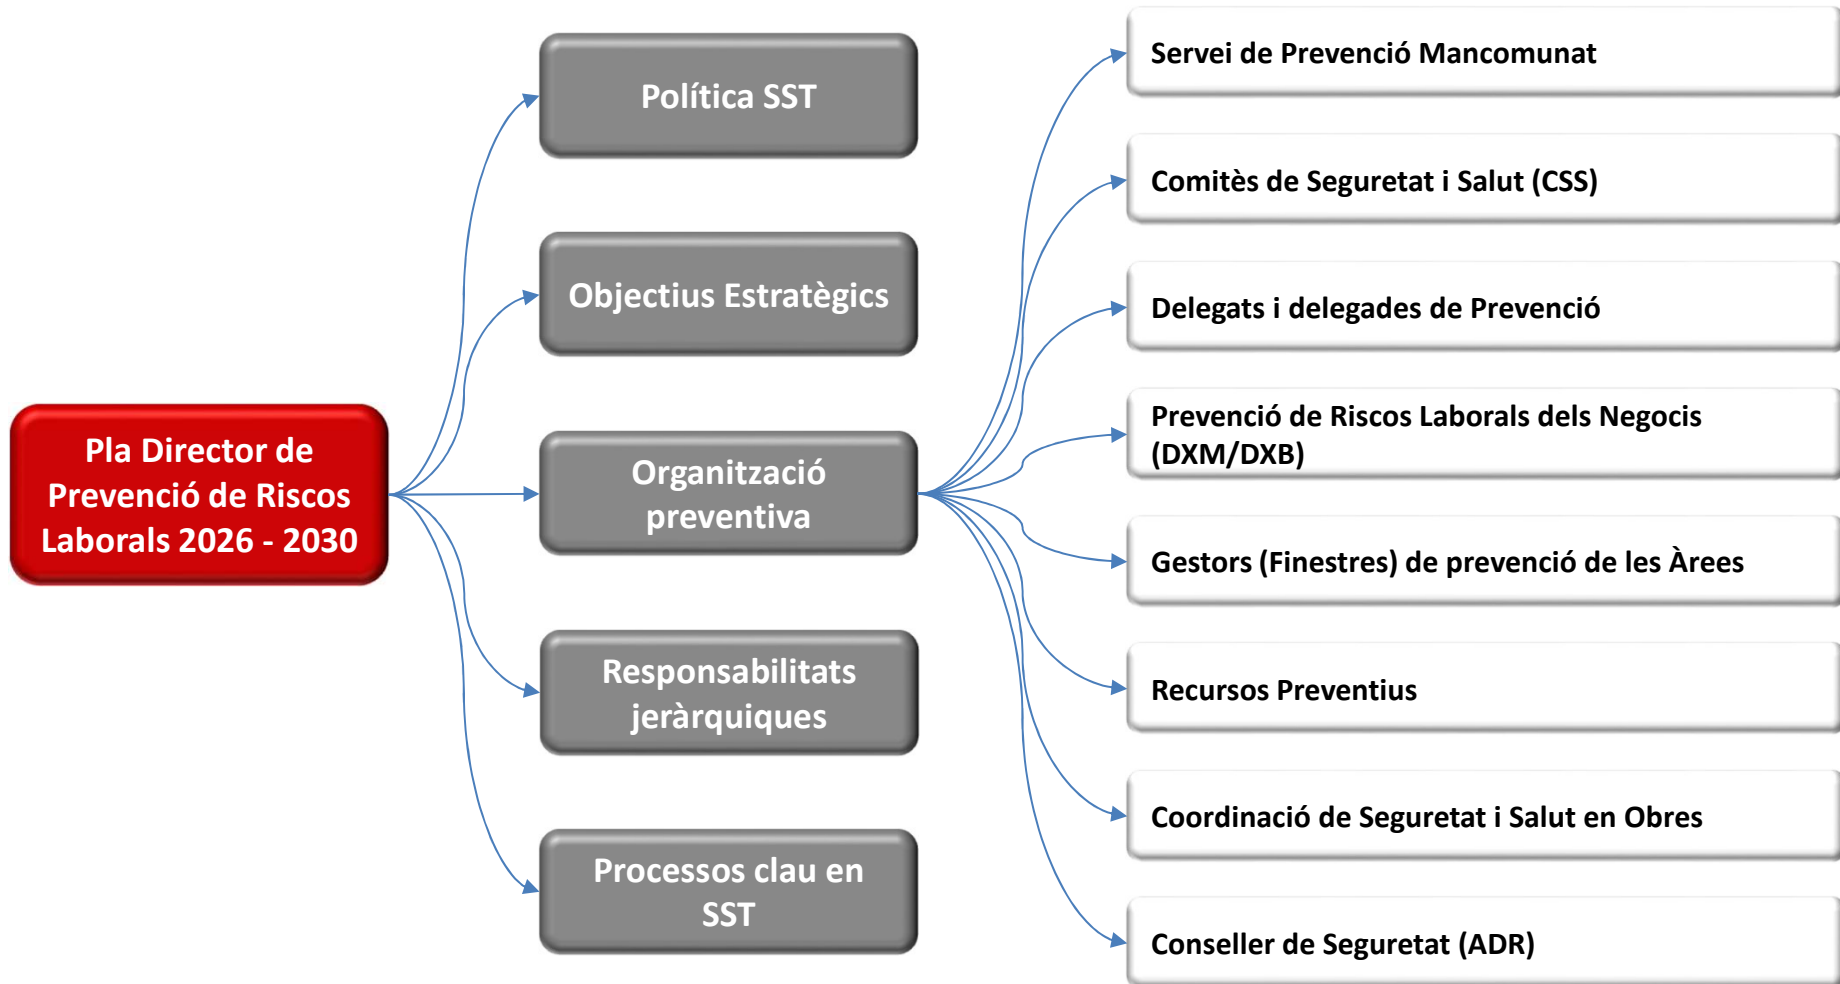 Pla Director de
Prevenció de Riscos
Laborals 2026 - 2030
Política SST
Objectius Estratègics
Organització
preventiva
Responsabilitats
jeràrquiques
Processos clau en
SST
Servei de Prevenció Mancomunat
Comitès de Seguretat i Salut (CSS)
Delegats i delegades de Prevenció
Prevenció de Riscos Laborals dels Negocis
(DXM/DXB)
Gestors (Finestres) de prevenció de les Àrees
Recursos Preventius
Coordinació de Seguretat i Salut en Obres
Conseller de Seguretat (ADR)